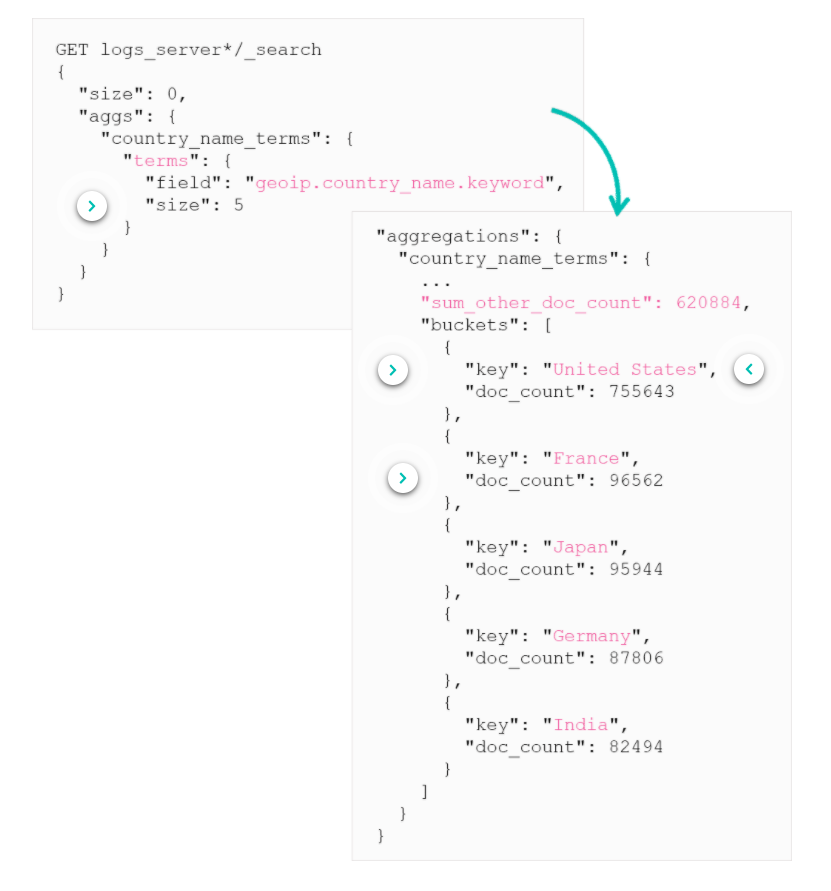 GET logs_server*/_search
{
  "size": 0,
  "aggs": {
    "country_name_terms": {
      "terms": {
        "field": "geoip.country_name.keyword",
        "size": 5
      }
    }
  }
}
"aggregations": {
  "country_name_terms": {
    ...
    "sum_other_doc_count": 620884,
    "buckets": [
      {
        "key": "United States",
        "doc_count": 755643
      },
      {
        "key": "France",
        "doc_count": 96562
      },
      {
        "key": "Japan",
        "doc_count": 95944
      },
      {
        "key": "Germany",
        "doc_count": 87806
      },
      {
        "key": "India",
        "doc_count": 82494
      }
    ]
  }
}